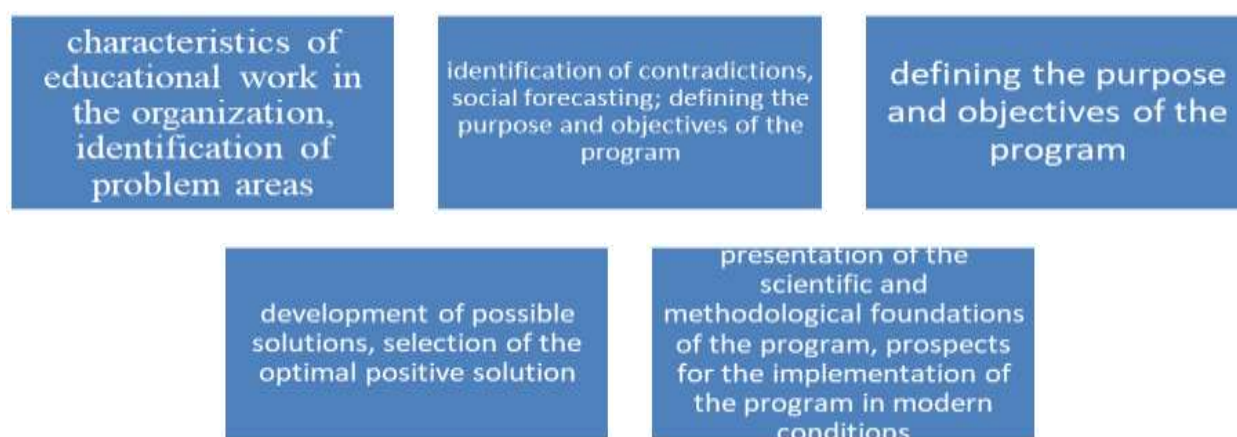 characteristics of
educational work in
the organization,
identification of
problem areas
identification of contradictions,
social forecasting; defining the
purpose and objectives of the
program
defining the purpose
and objectives of the
program
development of possible
solutions, selection of the
optimal positive solution
presentation of the
scientific and
methodological foundations
of the program, prospects
for the implementation of
the program in modern
conditions